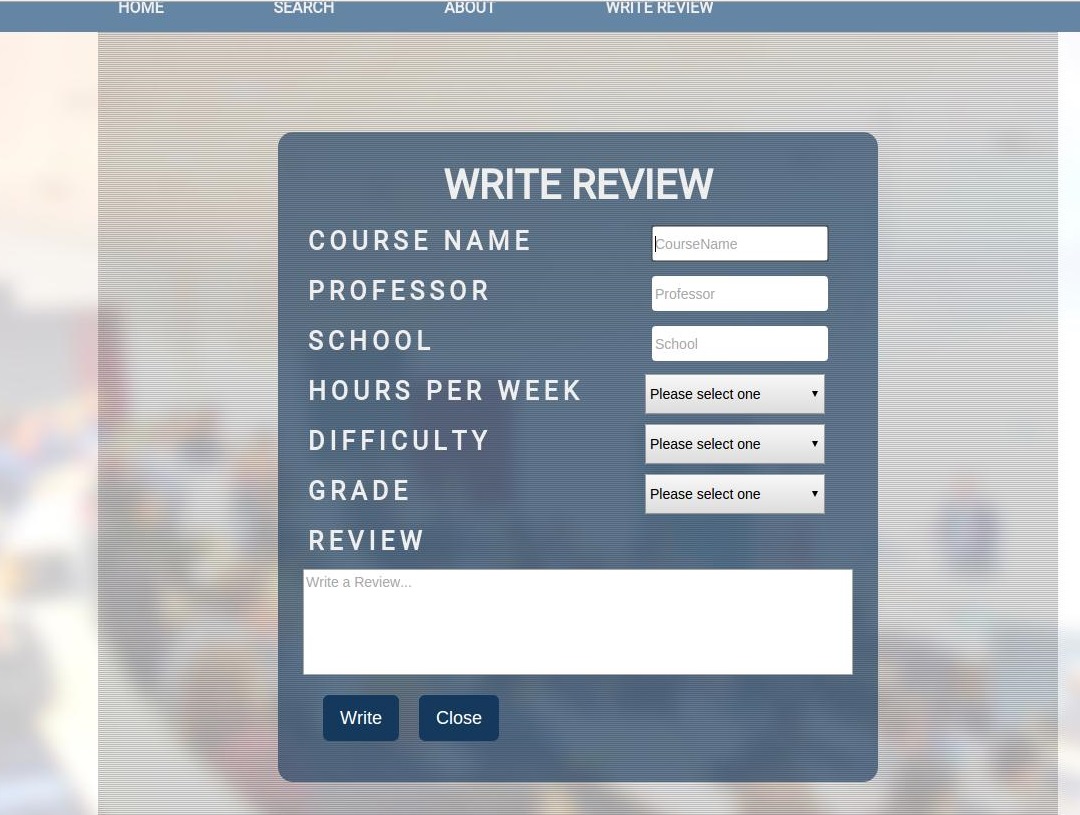 HOME SEARCH ABOUT WRITE REVIEW
WRITE REVIEW
COURSE NAME CourseName
PROFESSOR Professor
SCHOOL School
HOURS PER WEEK Please select one
DIFFICULTY Please select one
GRADE Please select one
REVIEW
Write a Review...
Write Close